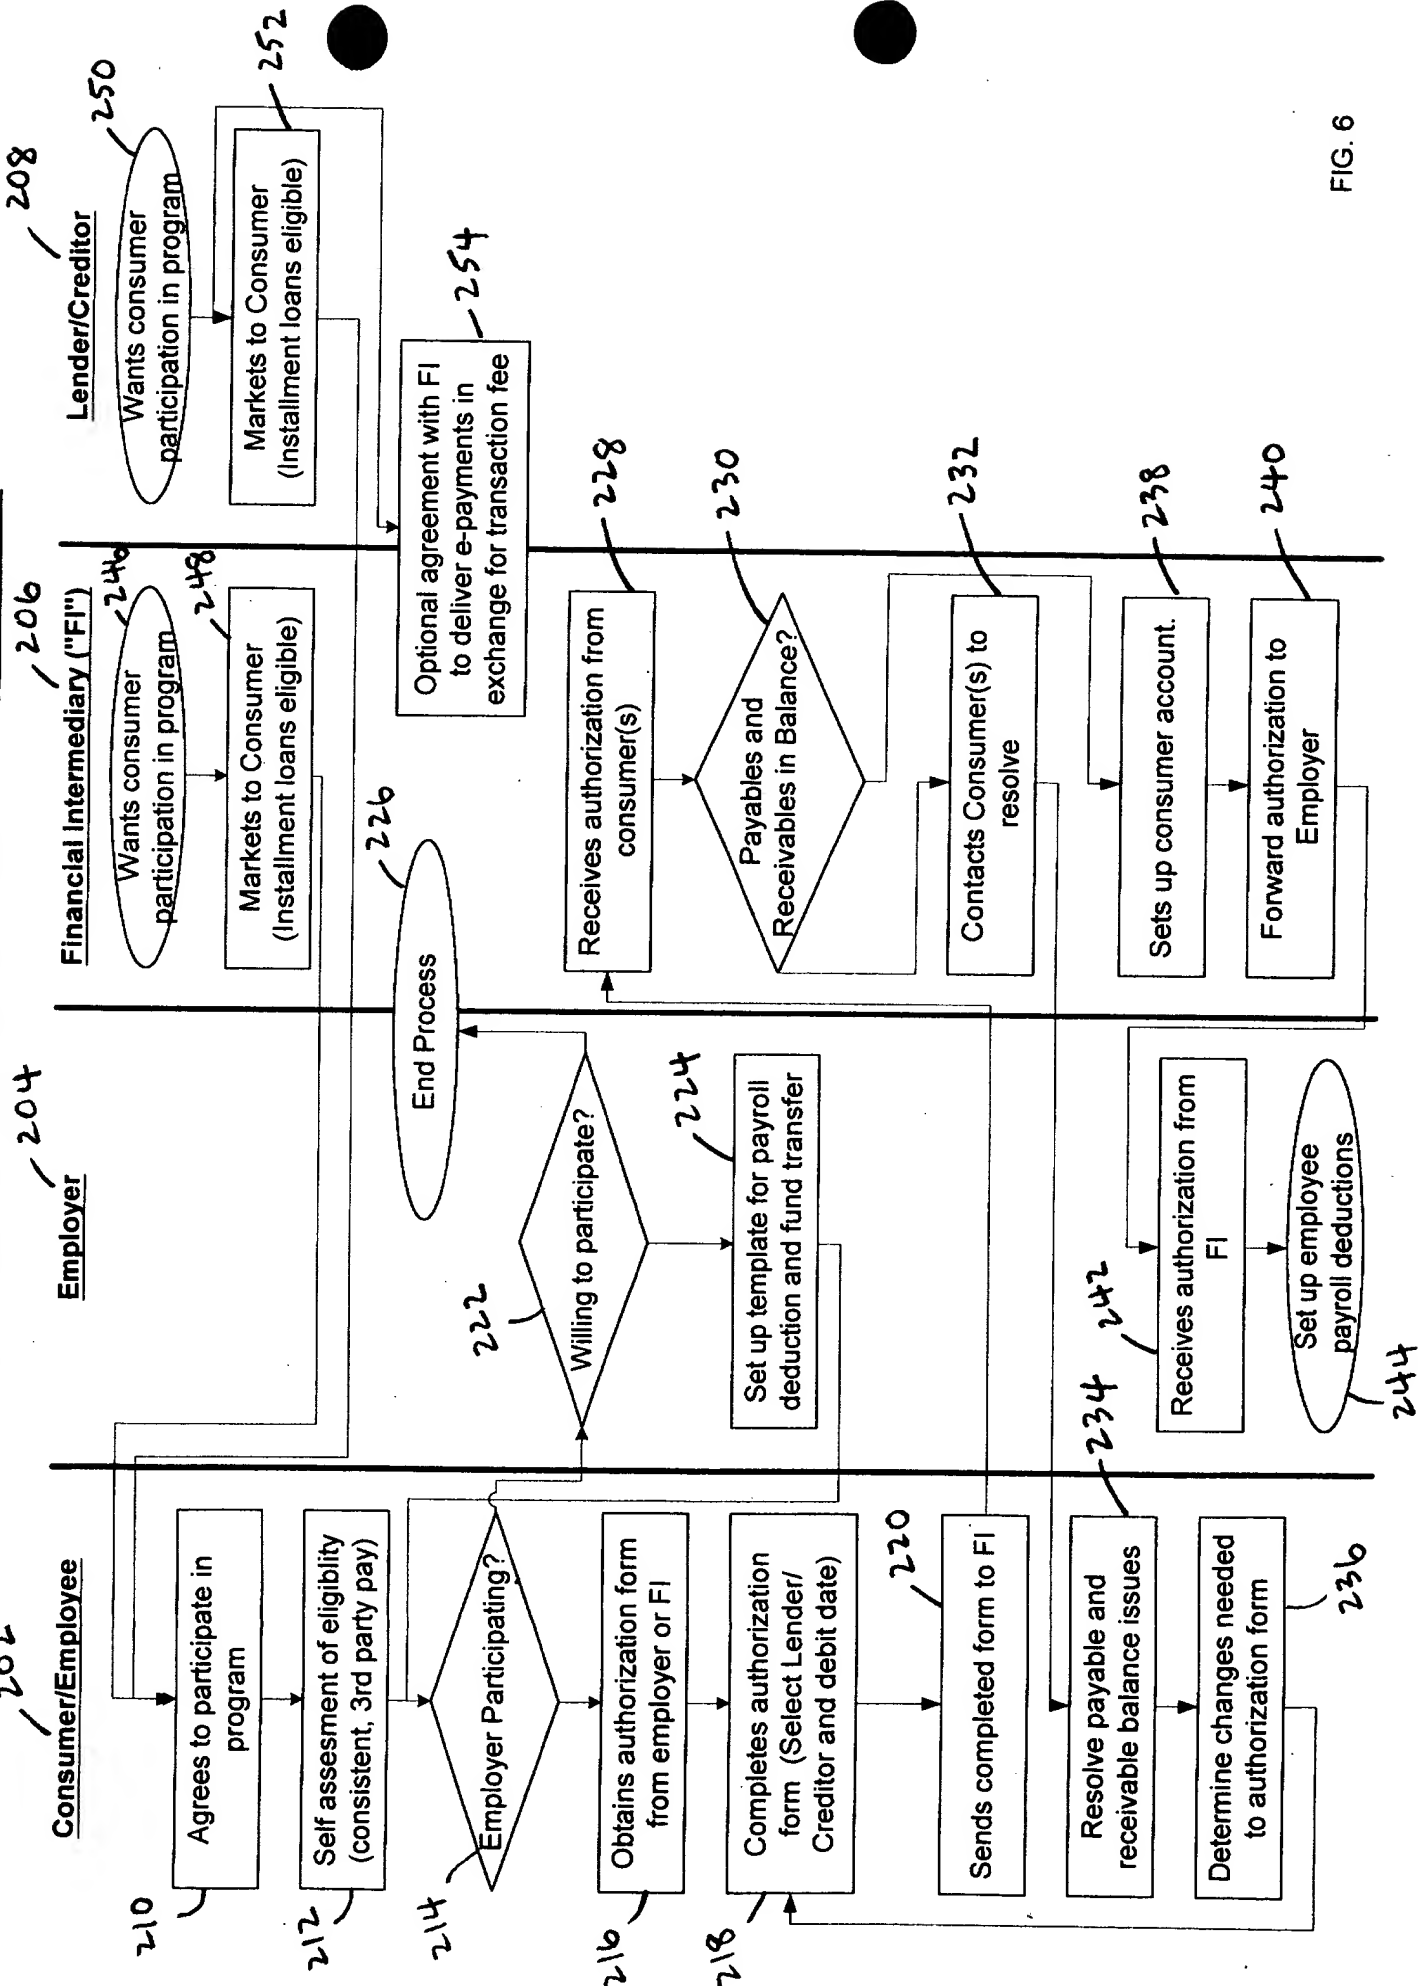 202
Consumer/Employee
210
Agrees to participate in
program
212
Self assesment of eligiblity
(consistent, 3rd party pay)
214
Employer Participating?
216
Obtains authorization form
from employer or FI
218
Completes authorization
form (Select Lender/
Creditor and debit date)
220
Sends completed form to FI
234
Resolve payable and
receivable balance issues
236
Determine changes needed
to authorization form
204
Employer
222
Willing to participate?
224
Set up template for payroll
deduction and fund transfer
226
End Process
242
Receives authorization from
FI
244
Set up employee
payroll deductions
206
Financial Intermediary ("FI")
246
Wants consumer
participation in program
248
Markets to Consumer
(Installment loans eligible)
228
Receives authorization from
consumer(s)
230
Payables and
Receivables in Balance?
232
Contacts Consumer(s) to
resolve
238
Sets up consumer account.
240
Forward authorization to
Employer
208
Lender/Creditor
250
Wants consumer
participation in program
252
Markets to Consumer
(Installment loans eligible)
254
Optional agreement with FI
to deliver e-payments in
exchange for transaction fee
FIG. 6